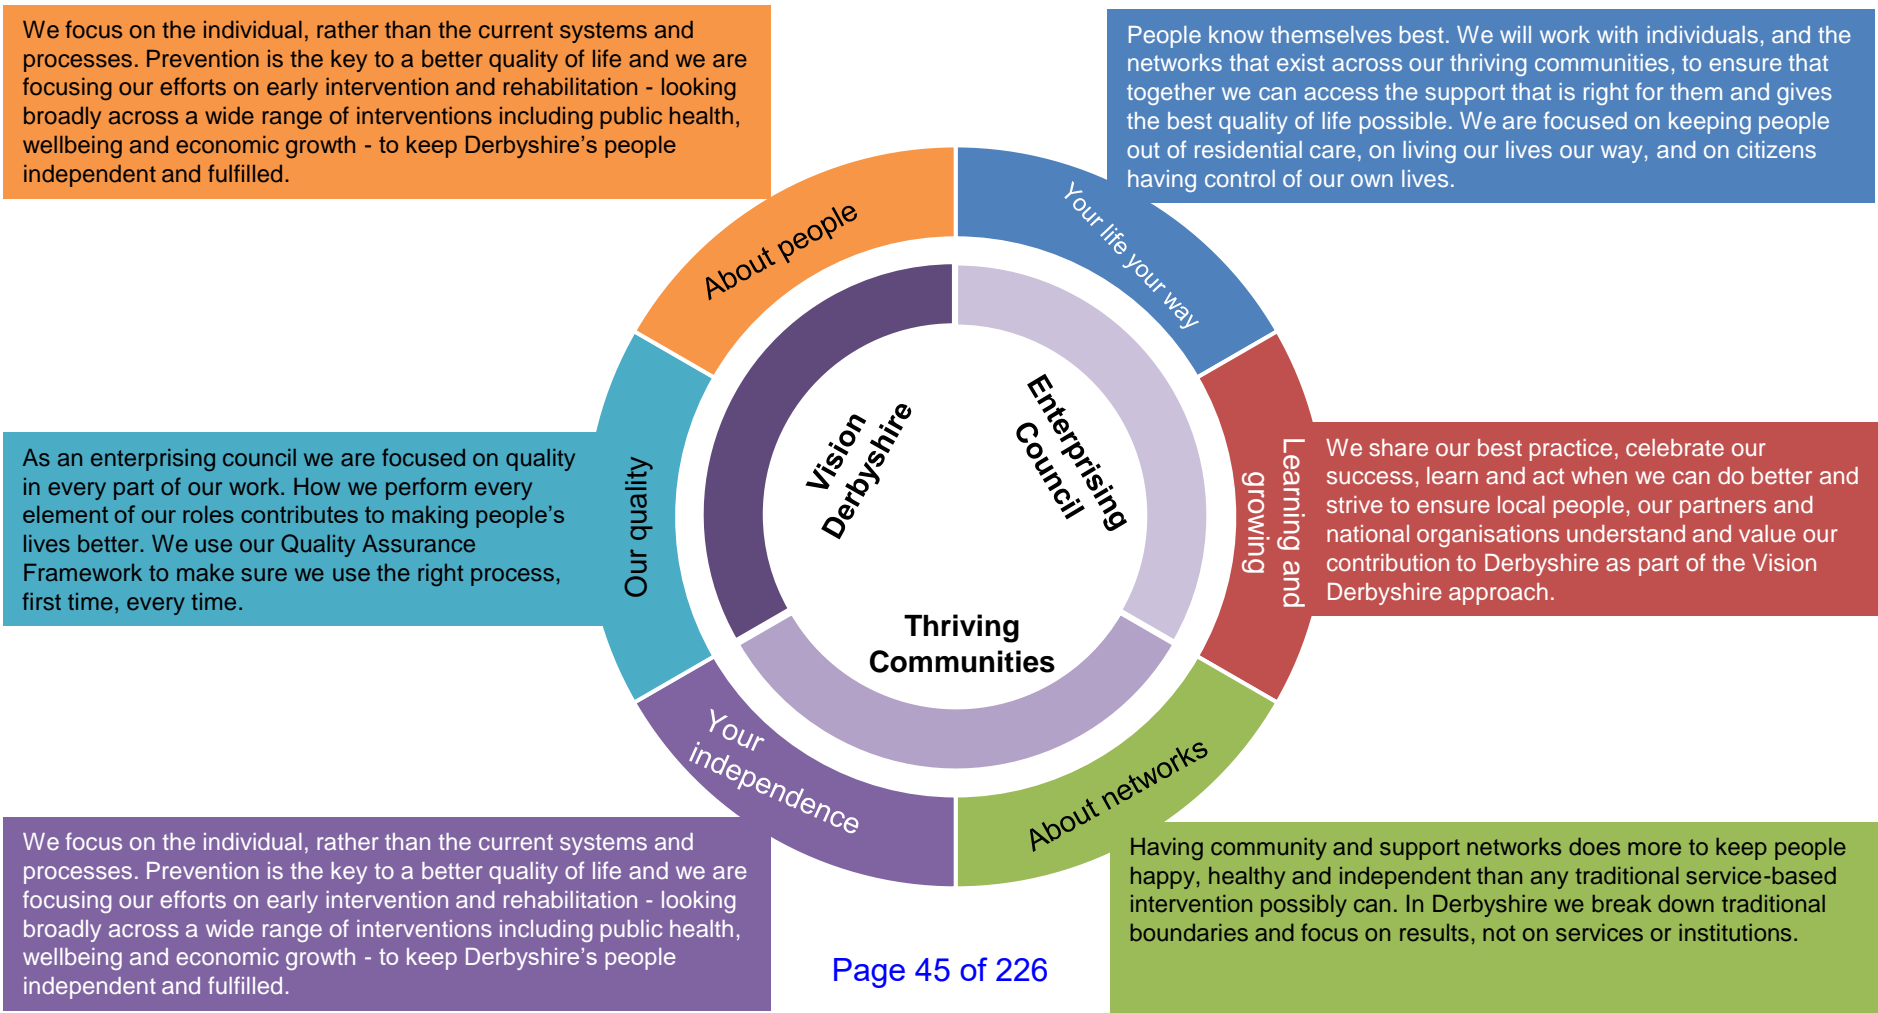 We focus on the individual, rather than the current systems and
processes. Prevention is the key to a better quality of life and we are
focusing our efforts on early intervention and rehabilitation - looking
broadly across a wide range of interventions including public health,
wellbeing and economic growth - to keep Derbyshire's people
independent and fulfilled.
People know themselves best. We will work with individuals, and the
networks that exist across our thriving communities, to ensure that
together we can access the support that is right for them and gives
the best quality of life possible. We are focused on keeping people
out of residential care, on living our lives our way, and on citizens
having control of our own lives.
About people
Your life your way
Vision
Derbyshire
Enterprising
Council
Thriving
Communities
As an enterprising council we are focused on quality
in every part of our work. How we perform every
element of our roles contributes to making people's
lives better. We use our Quality Assurance
Framework to make sure we use the right process,
first time, every time.
Our quality
Learning and
growing
We share our best practice, celebrate our
success, learn and act when we can do better and
strive to ensure local people, our partners and
national organisations understand and value our
contribution to Derbyshire as part of the Vision
Derbyshire approach.
Your
independence
About networks
We focus on the individual, rather than the current systems and
processes. Prevention is the key to a better quality of life and we are
focusing our efforts on early intervention and rehabilitation - looking
broadly across a wide range of interventions including public health,
wellbeing and economic growth - to keep Derbyshire's people
independent and fulfilled.
Having community and support networks does more to keep people
happy, healthy and independent than any traditional service-based
intervention possibly can. In Derbyshire we break down traditional
boundaries and focus on results, not on services or institutions.
Page 45 of 226